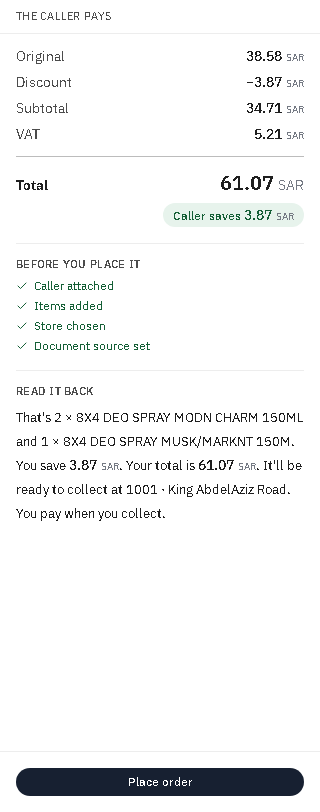 THE CALLER PAYS
Original 38.58 SAR
Discount −3.87 SAR
Subtotal 34.71 SAR
VAT 5.21 SAR
Total 61.07 SAR
Caller saves 3.87 SAR
BEFORE YOU PLACE IT
✓ Caller attached
✓ Items added
✓ Store chosen
✓ Document source set
READ IT BACK
That's 2 × 8X4 DEO SPRAY MODN CHARM 150ML
and 1 × 8X4 DEO SPRAY MUSK/MARKNT 150M.
You save 3.87 SAR. Your total is 61.07 SAR. It'll be
ready to collect at 1001 · King AbdelAziz Road.
You pay when you collect.
Place order